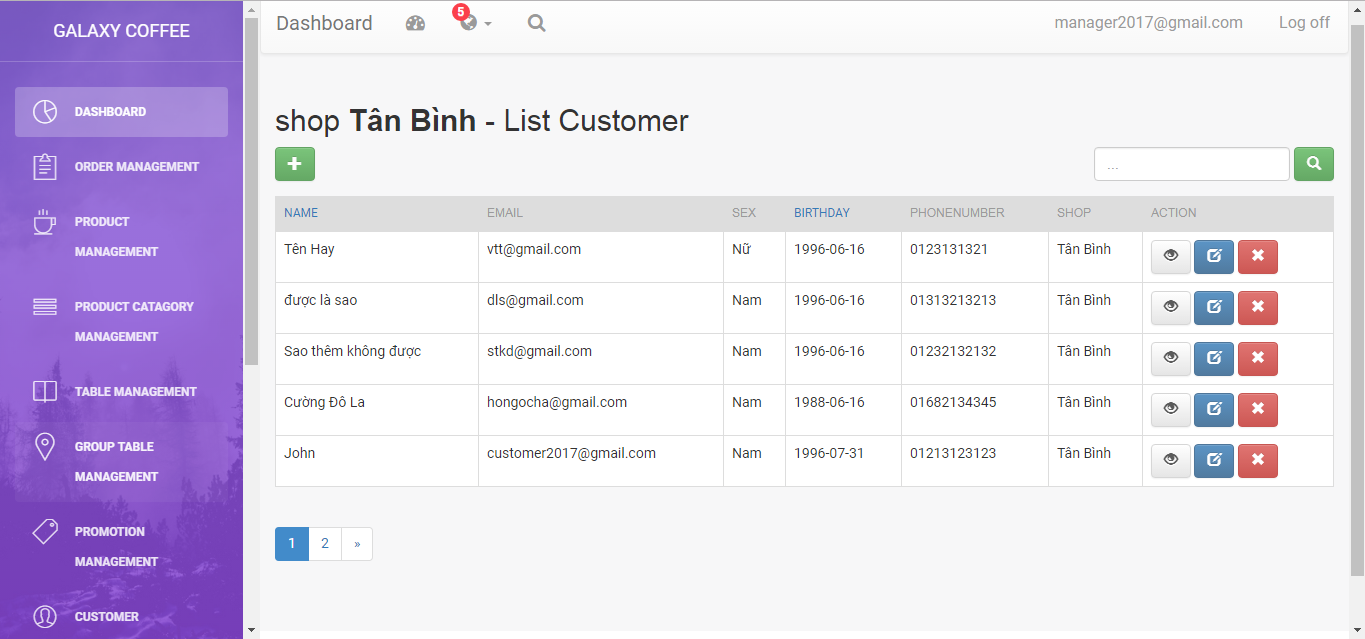 GALAXY COFFEE
DASHBOARD
ORDER MANAGEMENT
PRODUCT
MANAGEMENT
PRODUCT CATAGORY
MANAGEMENT
TABLE MANAGEMENT
GROUP TABLE
MANAGEMENT
PROMOTION
MANAGEMENT
CUSTOMER
Dashboard 5 manager2017@gmail.com Log off
shop Tân Bình - List Customer
...
NAME EMAIL SEX BIRTHDAY PHONENUMBER SHOP ACTION
Tên Hay vtt@gmail.com Nữ 1996-06-16 0123131321 Tân Bình
được là sao dls@gmail.com Nam 1996-06-16 01313213213 Tân Bình
Sao thêm không được stkd@gmail.com Nam 1996-06-16 01232132132 Tân Bình
Cường Đô La hongocha@gmail.com Nam 1988-06-16 01682134345 Tân Bình
John customer2017@gmail.com Nam 1996-07-31 01213123123 Tân Bình
1 2 »